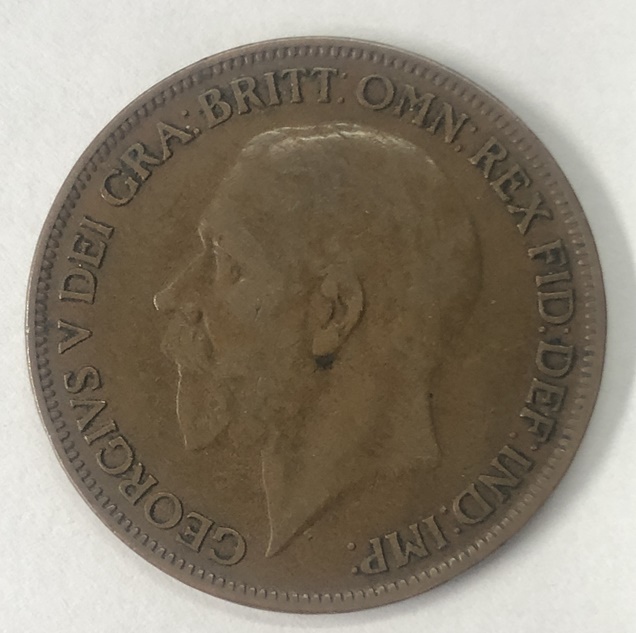 GEORGIVS V DEI GRA: BRITT: OMN: REX FID: DEF: IND: IMP: